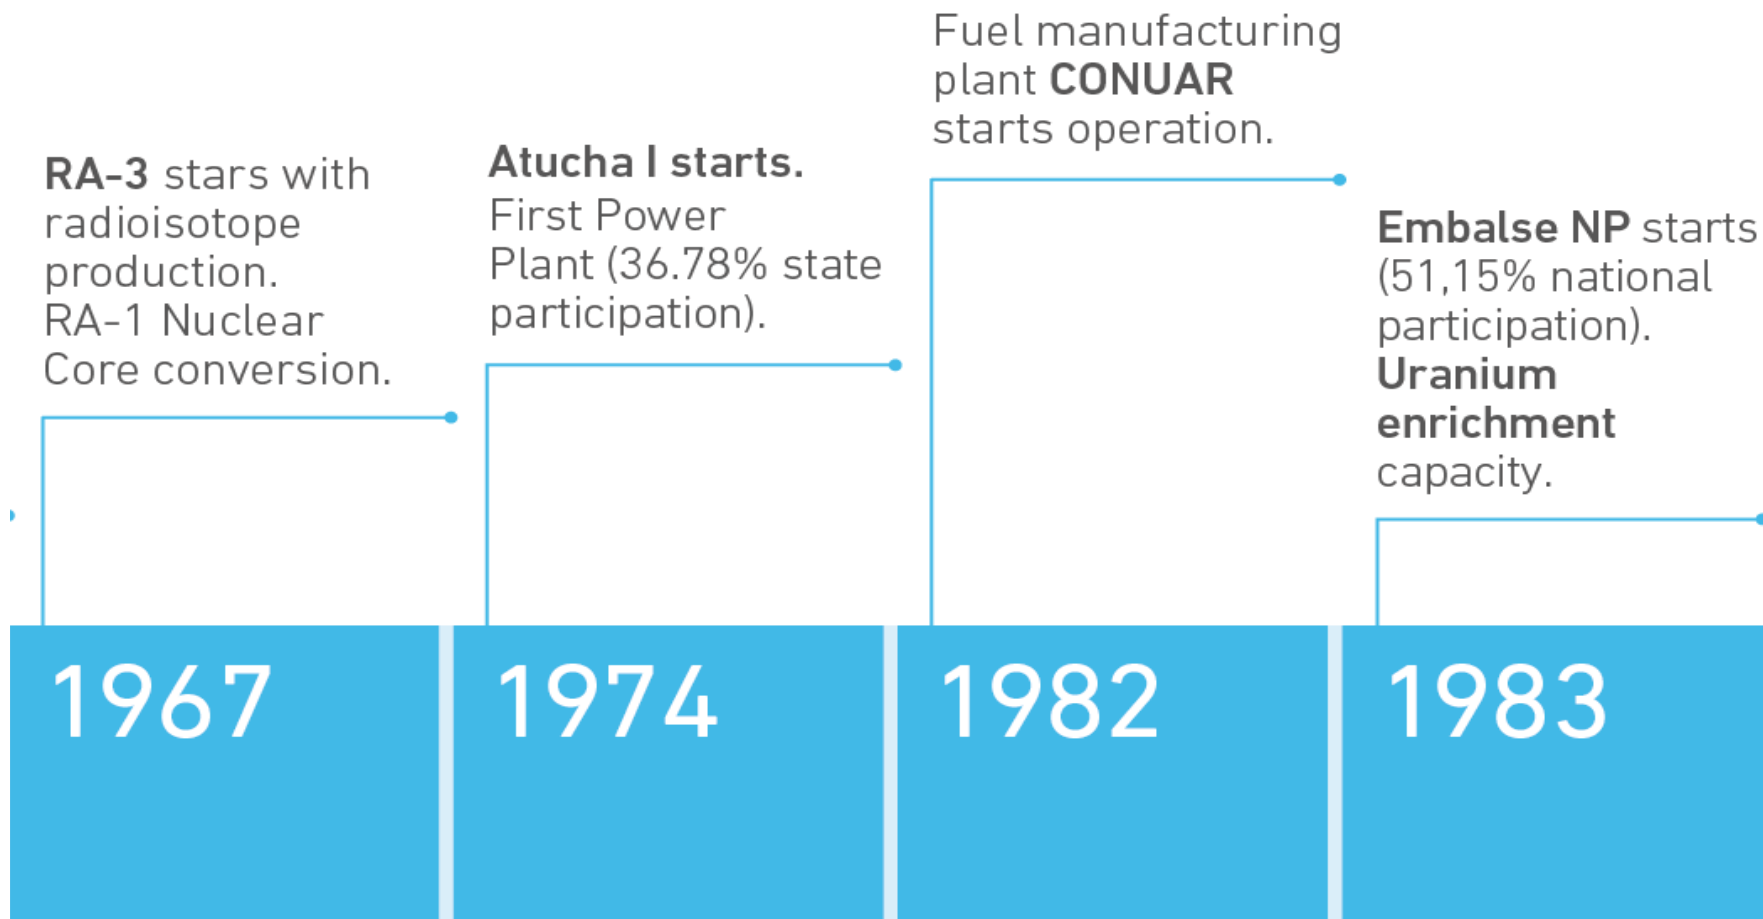 RA-3 stars with
radioisotope
production.
RA-1 Nuclear
Core conversion.
1967
Atucha I starts.
First Power
Plant (36.78% state
participation).
1974
Fuel manufacturing
plant CONUAR
starts operation.
1982
Embalse NP starts
(51,15% national
participation).
Uranium
enrichment
capacity.
1983